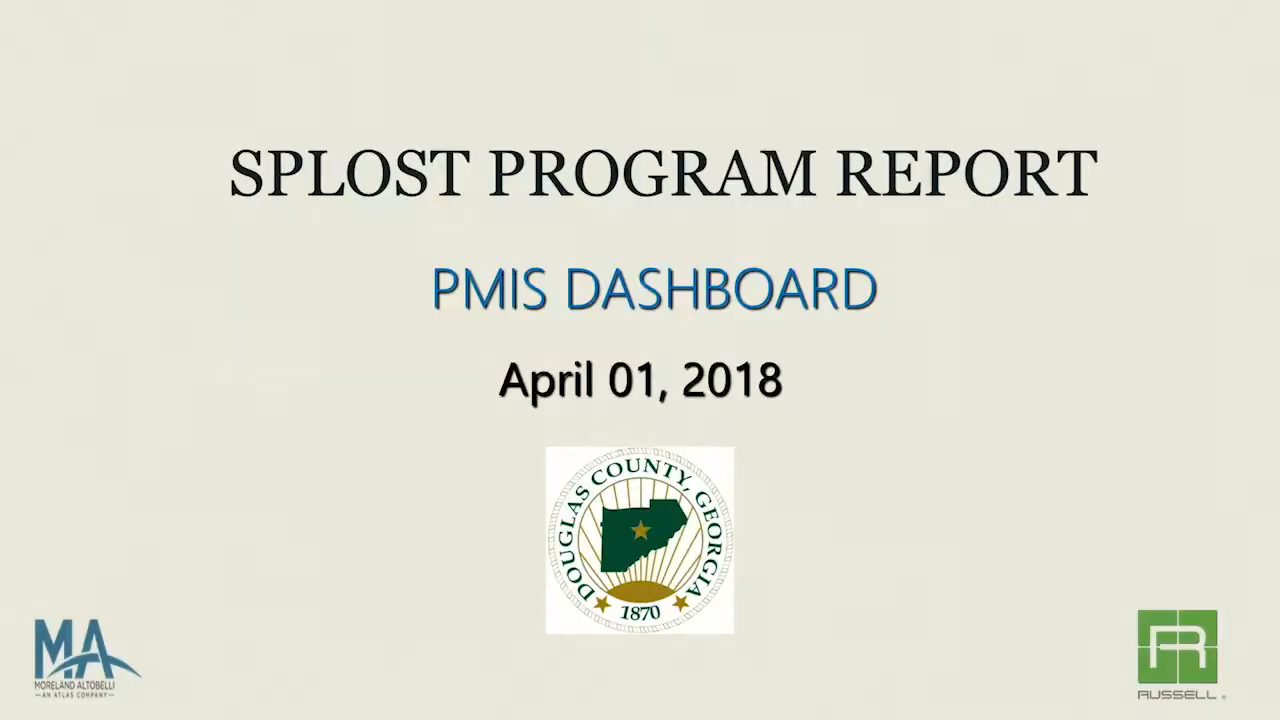 SPLOST PROGRAM REPORT
PMIS DASHBOARD
April 01, 2018
DOUGLAS COUNTY, GEORGIA
1870
MA
MORELAND ALTOBELLI
—AN ATLAS COMPANY—
R
RUSSELL®